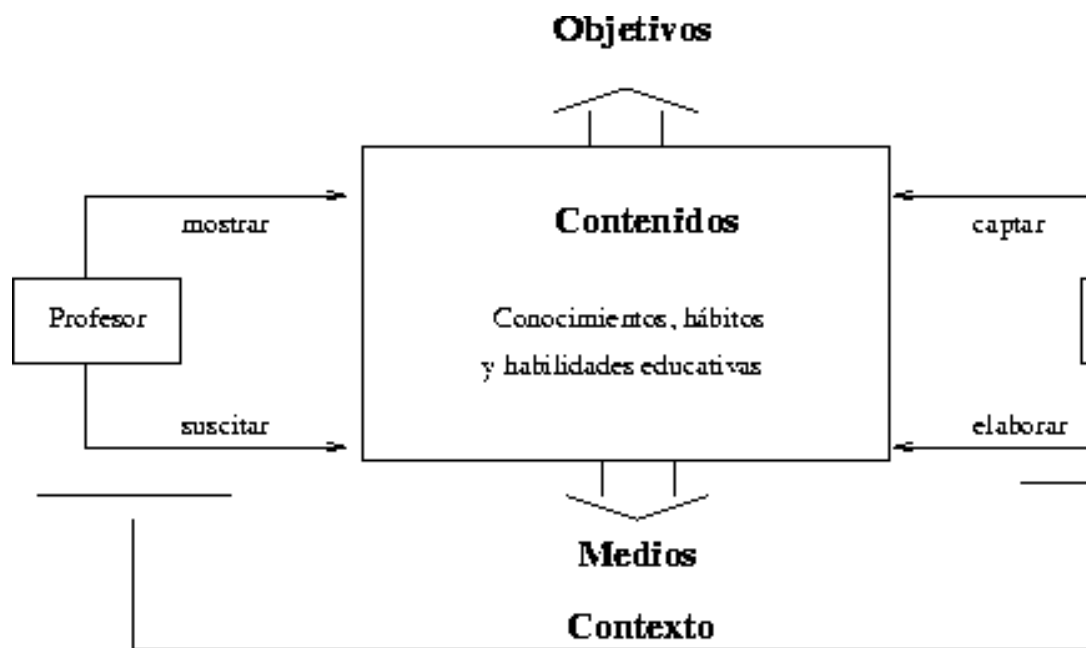 Objetivos
mostrar
Contenidos
captar
Profesor
Conocimientos, hábitos
y habilidades educativas
suscitar
elaborar
Medios
Contexto